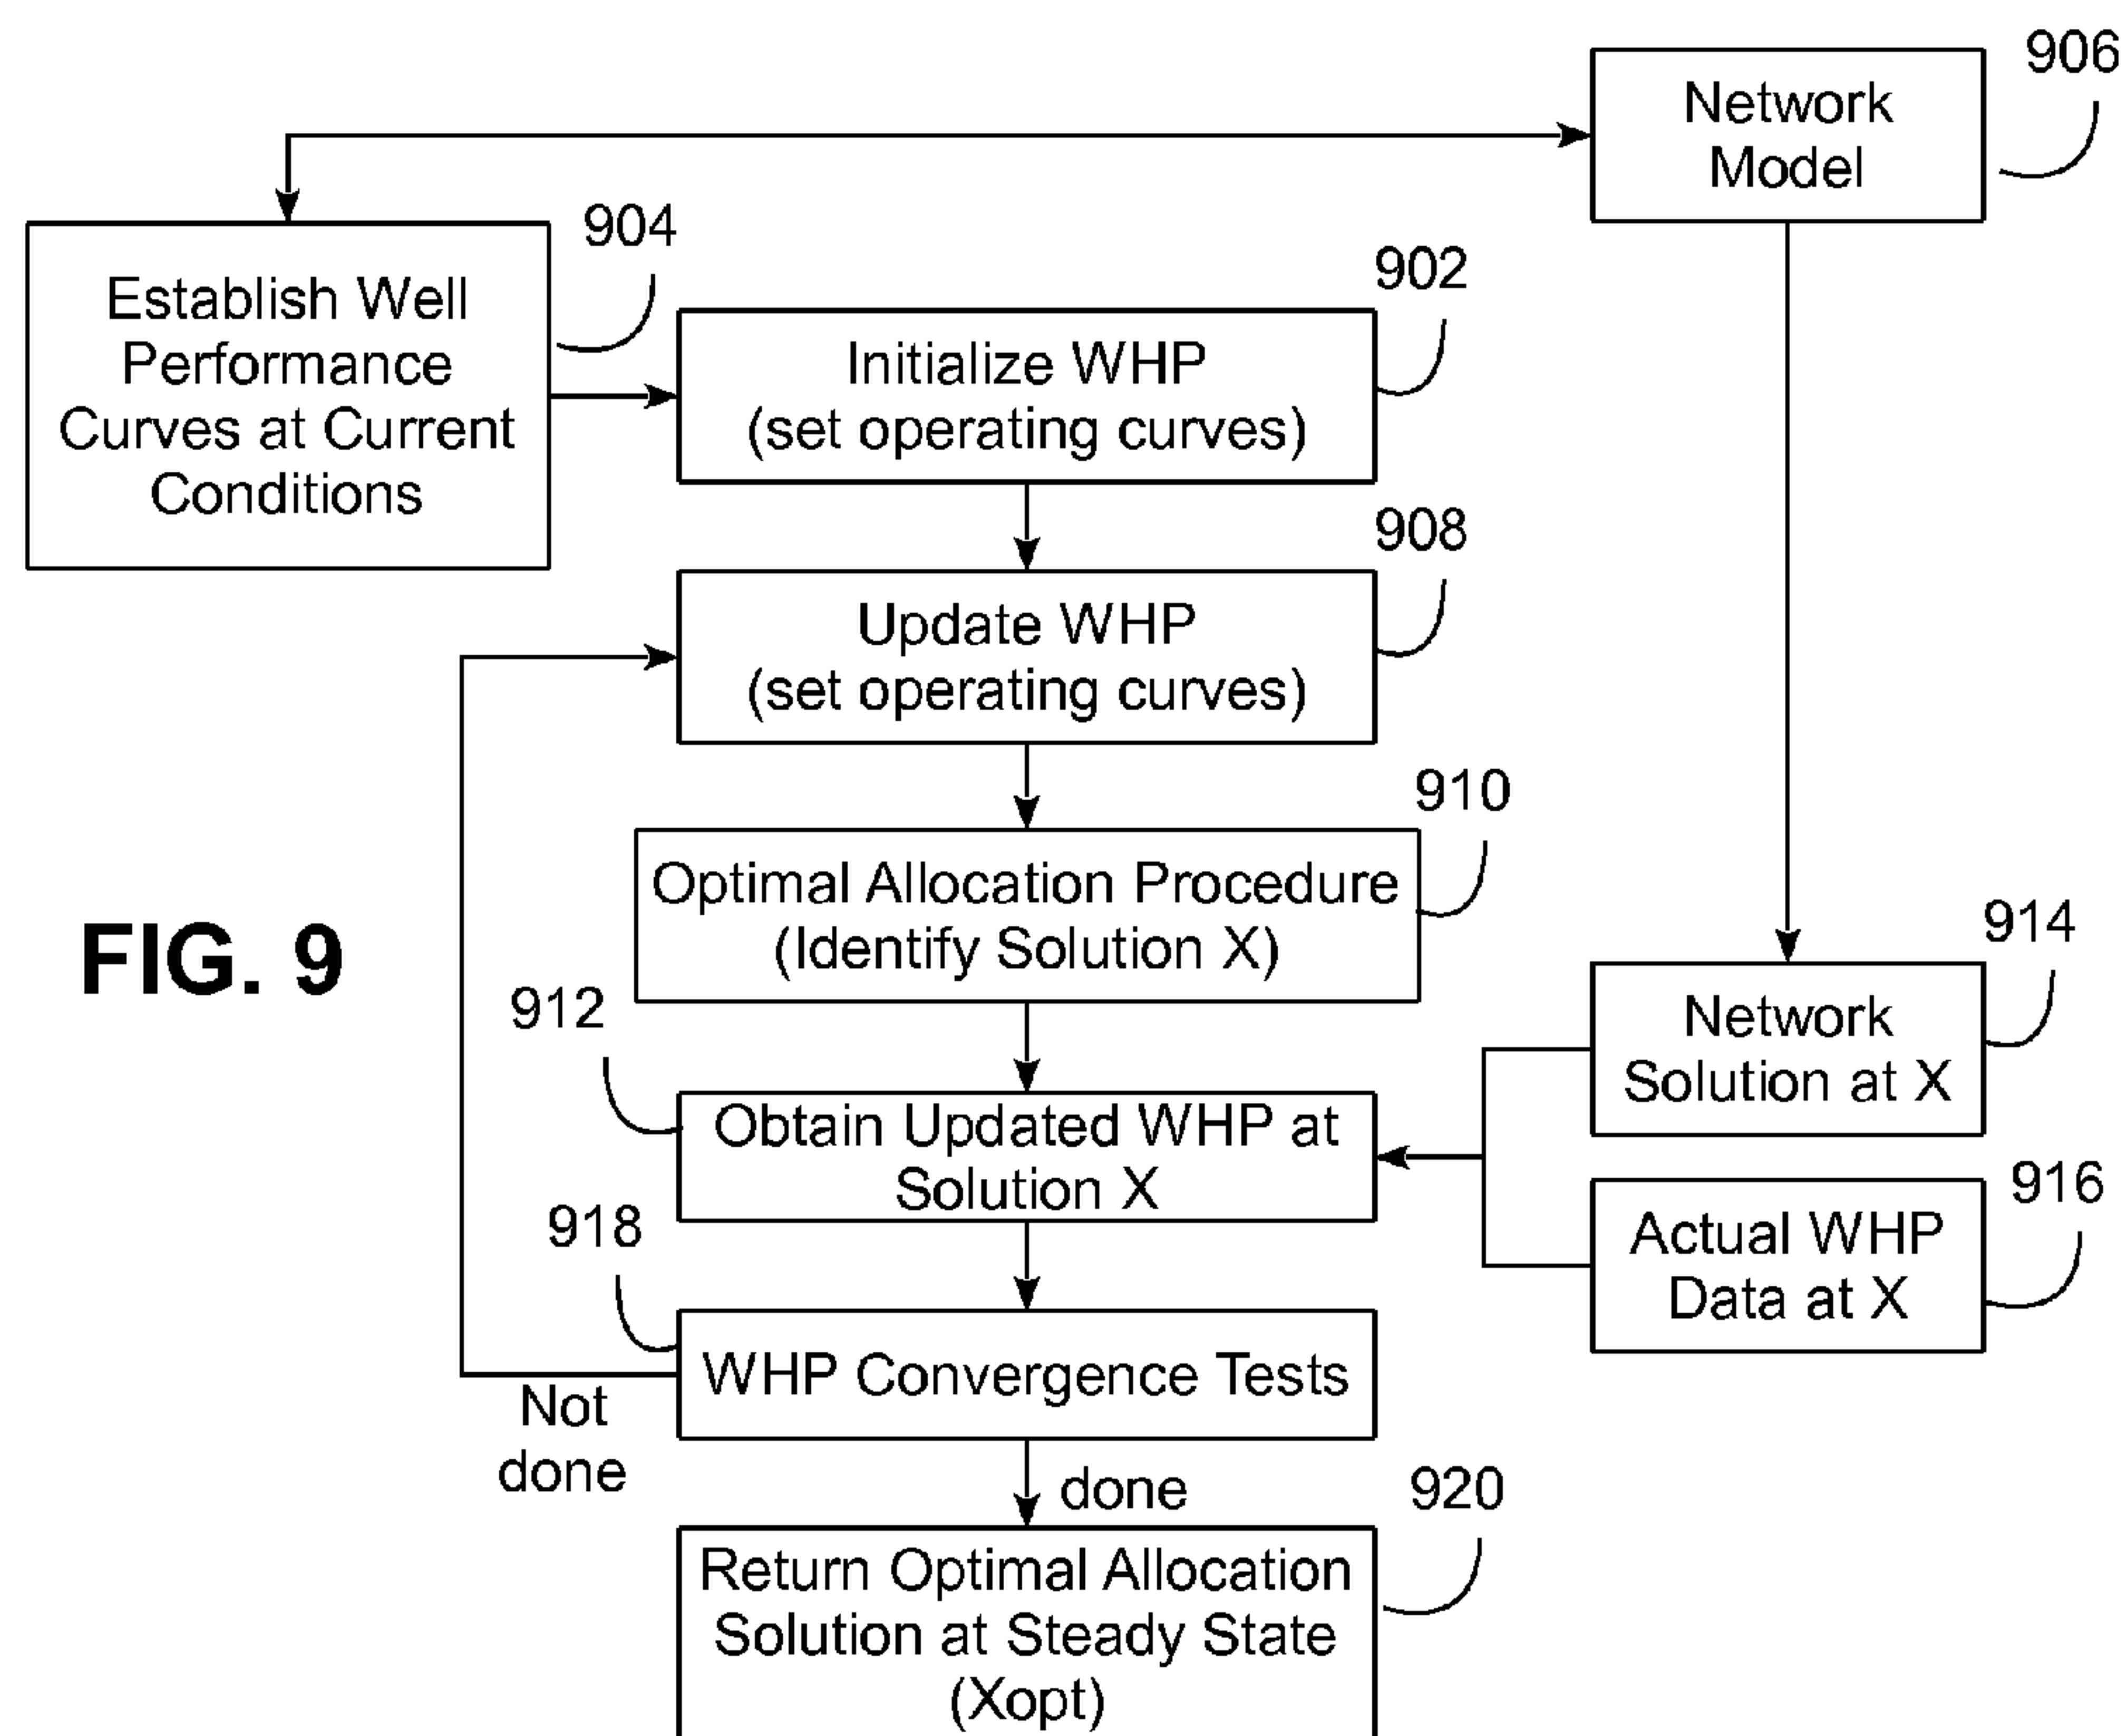 906
Network
Model
904
Establish Well
Performance
Curves at Current
Conditions
902
Initialize WHP
(set operating curves)
908
Update WHP
(set operating curves)
910
Optimal Allocation Procedure
(Identify Solution X)
FIG. 9
914
Network
Solution at X
912
Obtain Updated WHP at
Solution X
916
Actual WHP
Data at X
918
WHP Convergence Tests
Not
done
done
920
Return Optimal Allocation
Solution at Steady State
(Xopt)